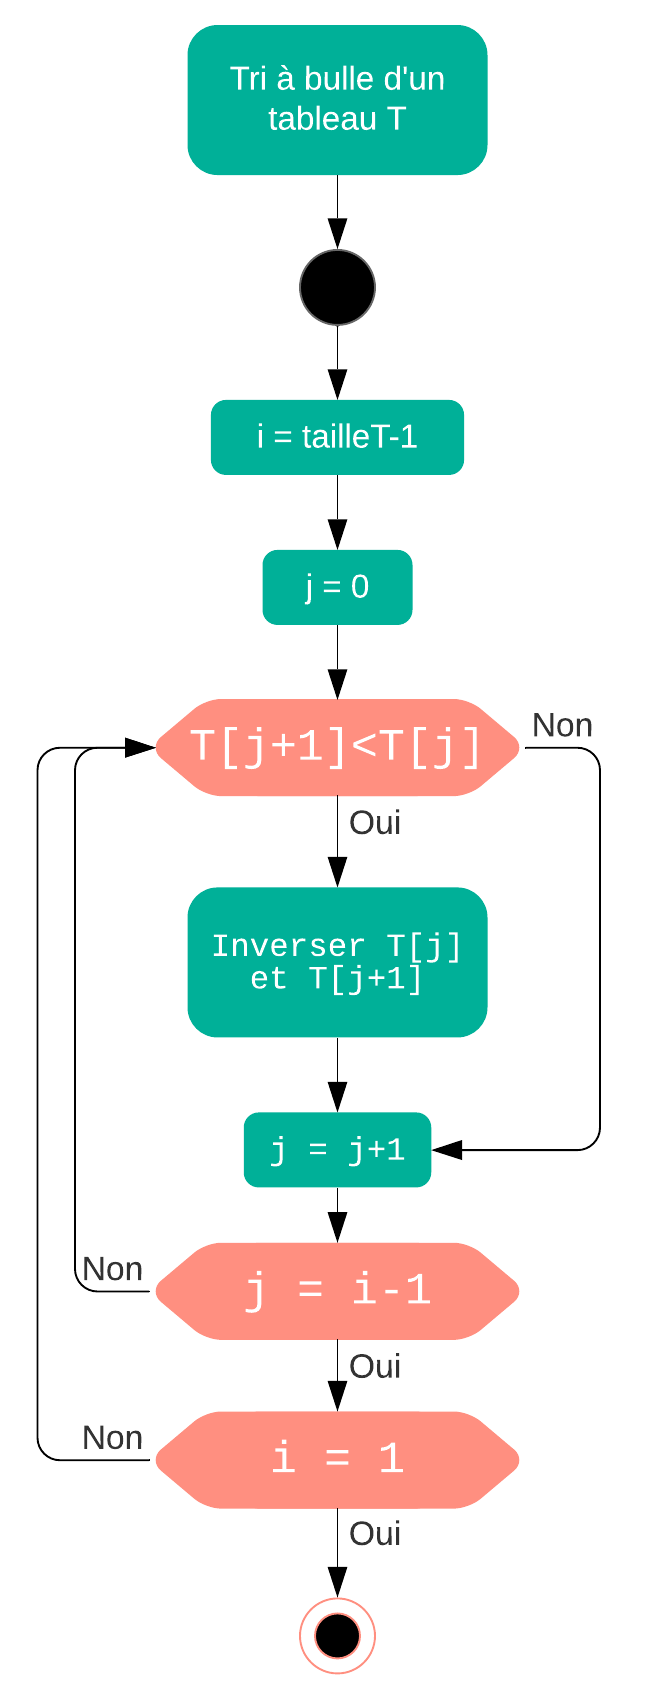 Tri à bulle d'un
tableau T
i = tailleT-1
j = 0
T[j+1]<T[j]
Non
Oui
Inverser T[j]
et T[j+1]
j = j+1
Non
j = i-1
Oui
Non
i = 1
Oui